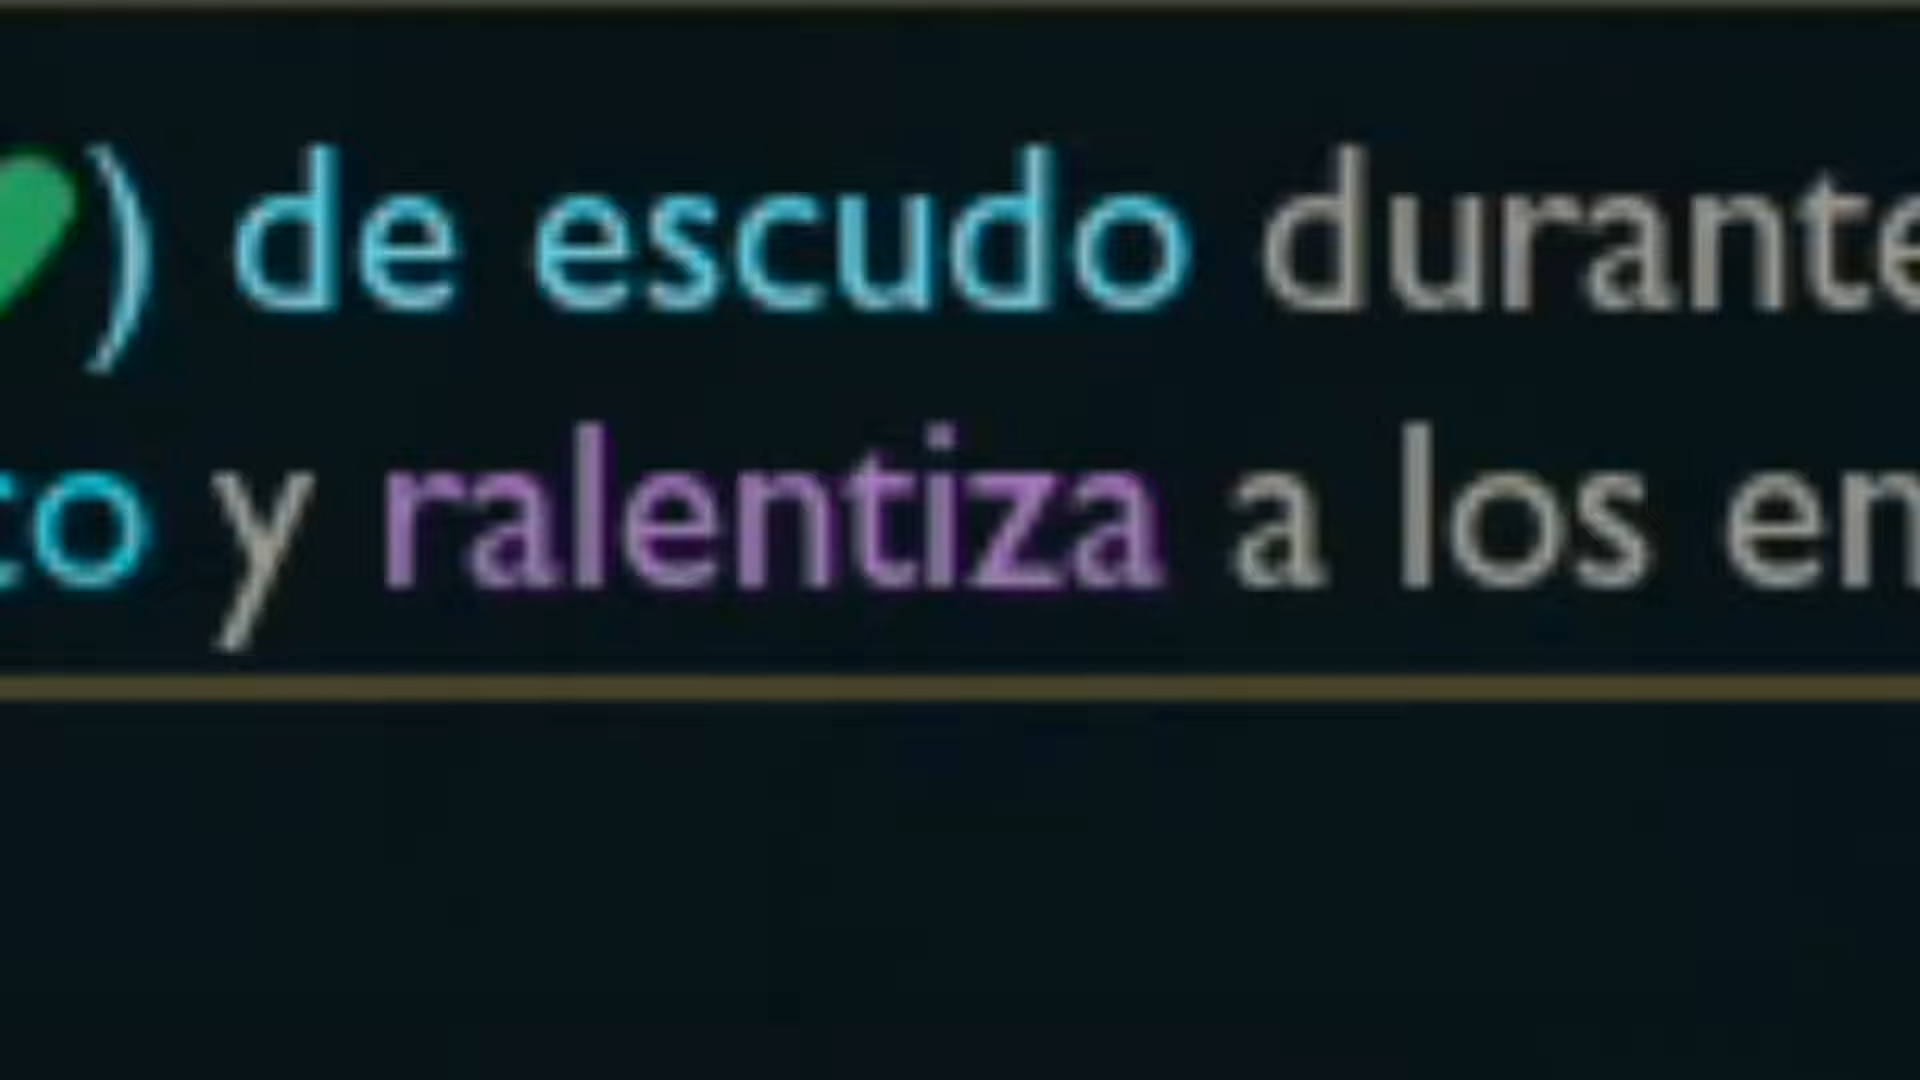 ) de escudo durante
co y ralentiza a los en